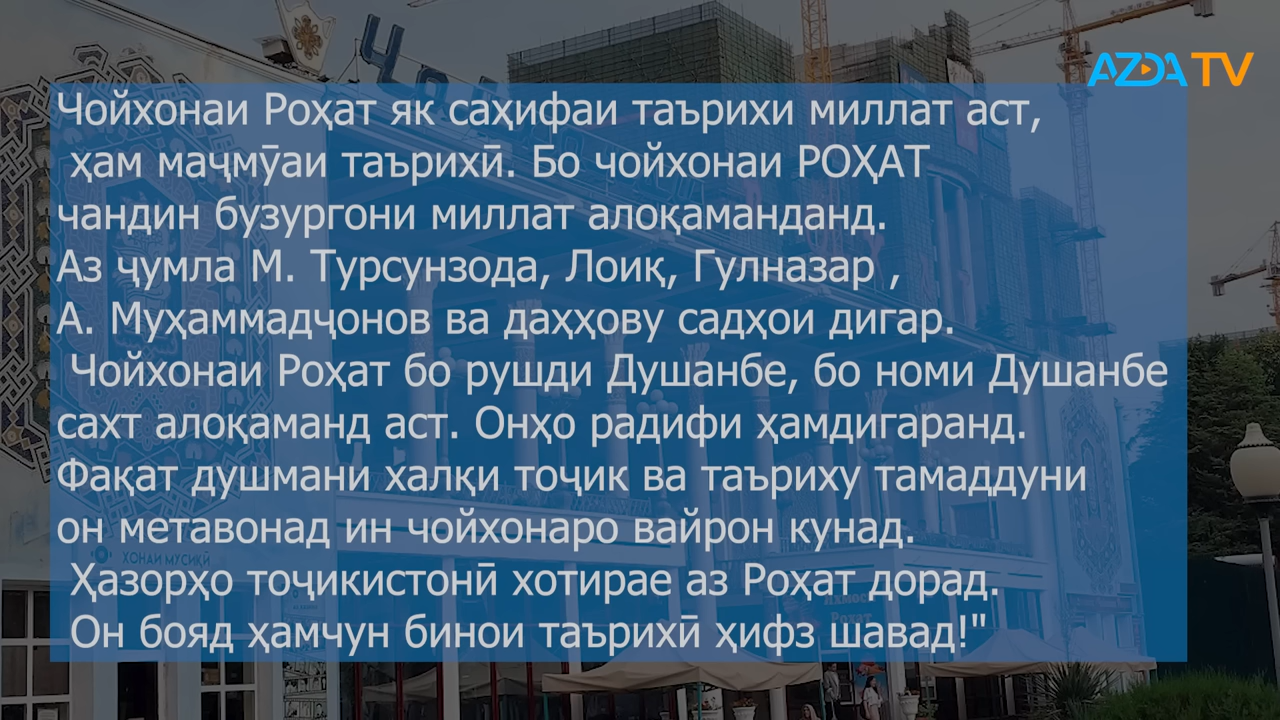 AZDA TV
Чойхонаи Роҳат як саҳифаи таърихи миллат аст,
ҳам маҷмӯаи таърихӣ. Бо чойхонаи РОҲАТ
чандин бузургони миллат алоқаманданд.
Аз ҷумла М. Турсунзода, Лоиқ, Гулназар ,
А. Муҳаммадҷонов ва даҳҳову садҳои дигар.
Чойхонаи Роҳат бо рушди Душанбе, бо номи Душанбе
сахт алоқаманд аст. Онҳо радифи ҳамдигаранд.
Фақат душмани халқи тоҷик ва таъриху тамаддуни
он метавонад ин чойхонаро вайрон кунад.
ХОНАИ МУСИҚӢ
Ҳазорҳо тоҷикистонӣ хотирае аз Роҳат дорад.
Роҳат
Он бояд ҳамчун бинои таърихӣ ҳифз шавад!"